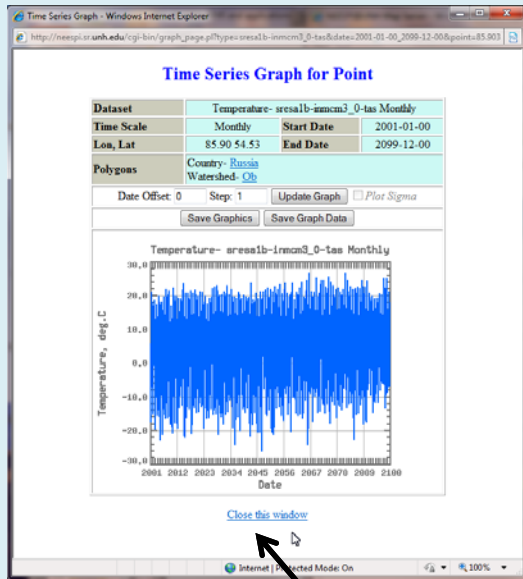 Time Series Graph - Windows Internet Explorer
http://neespi.sr.unh.edu/cgi-bin/graph_page.pl?type=sresa1b-inmcm3_0-tas&date=2001-01-00_2099-12-00&point=85.903
Time Series Graph for Point
Dataset Temperature- sresa1b-inmcm3_0-tas Monthly
Time Scale Monthly Start Date 2001-01-00
Lon, Lat 85.90 54.53 End Date 2099-12-00
Polygons Country- Russia
Watershed- Ob
Date Offset: 0 Step: 1 Update Graph Plot Sigma
Save Graphics Save Graph Data
Temperature- sresa1b-inmcm3_0-tas Monthly
30.0
20.0
10.0
0.0
-10.0
-20.0
-30.0
Temperature, deg.C
2001 2012 2023 2034 2045 2056 2067 2078 2089 2100
Date
Close this window
Internet | Protected Mode: On 100%